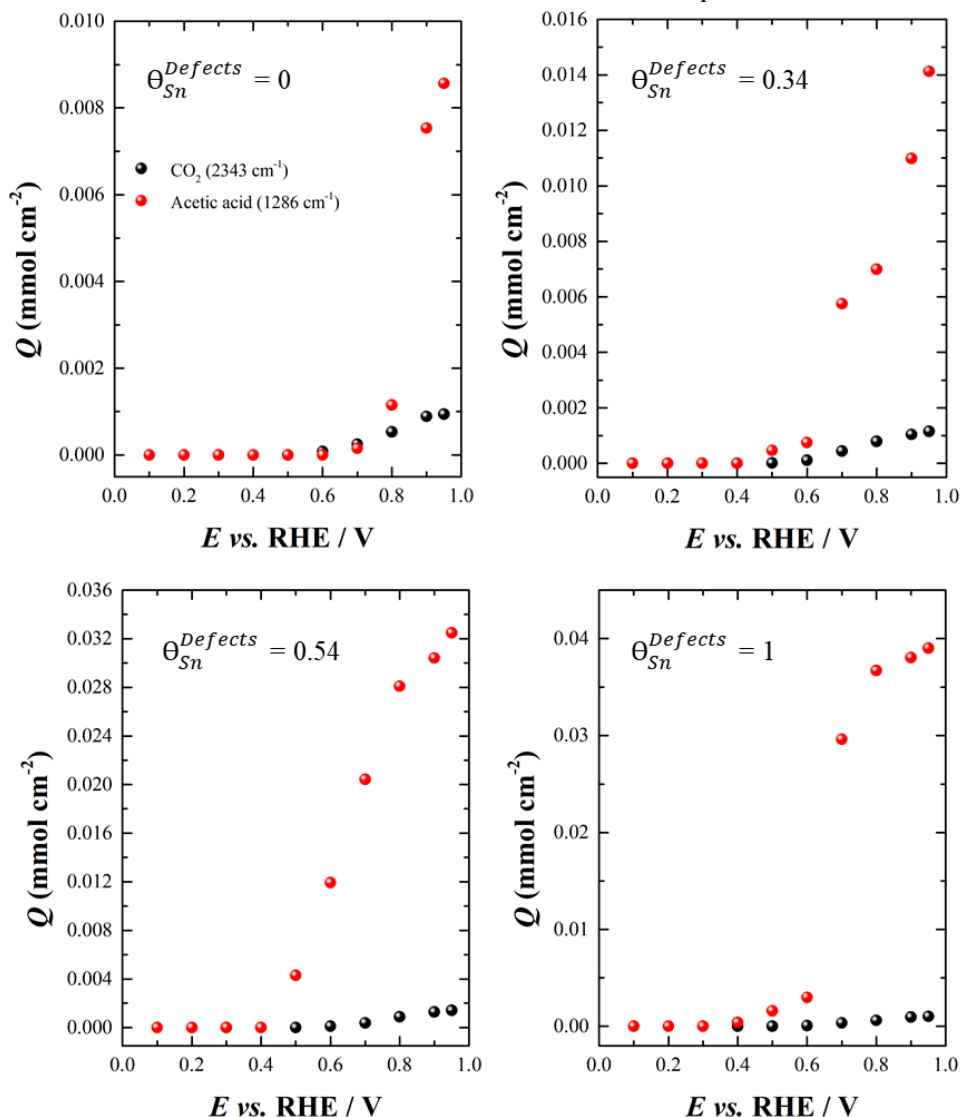 0.010
0.008
0.006
0.004
0.002
0.000
Q (mmol cm⁻²)
ϴ_Sn^Defects = 0
CO₂ (2343 cm⁻¹)
Acetic acid (1286 cm⁻¹)
0.0 0.2 0.4 0.6 0.8 1.0
E vs. RHE / V
0.016
0.014
0.012
0.010
0.008
0.006
0.004
0.002
0.000
Q (mmol cm⁻²)
ϴ_Sn^Defects = 0.34
0.0 0.2 0.4 0.6 0.8 1.0
E vs. RHE / V
0.036
0.032
0.028
0.024
0.020
0.016
0.012
0.008
0.004
0.000
Q (mmol cm⁻²)
ϴ_Sn^Defects = 0.54
0.0 0.2 0.4 0.6 0.8 1.0
E vs. RHE / V
0.04
0.03
0.02
0.01
0.00
Q (mmol cm⁻²)
ϴ_Sn^Defects = 1
0.0 0.2 0.4 0.6 0.8 1.0
E vs. RHE / V